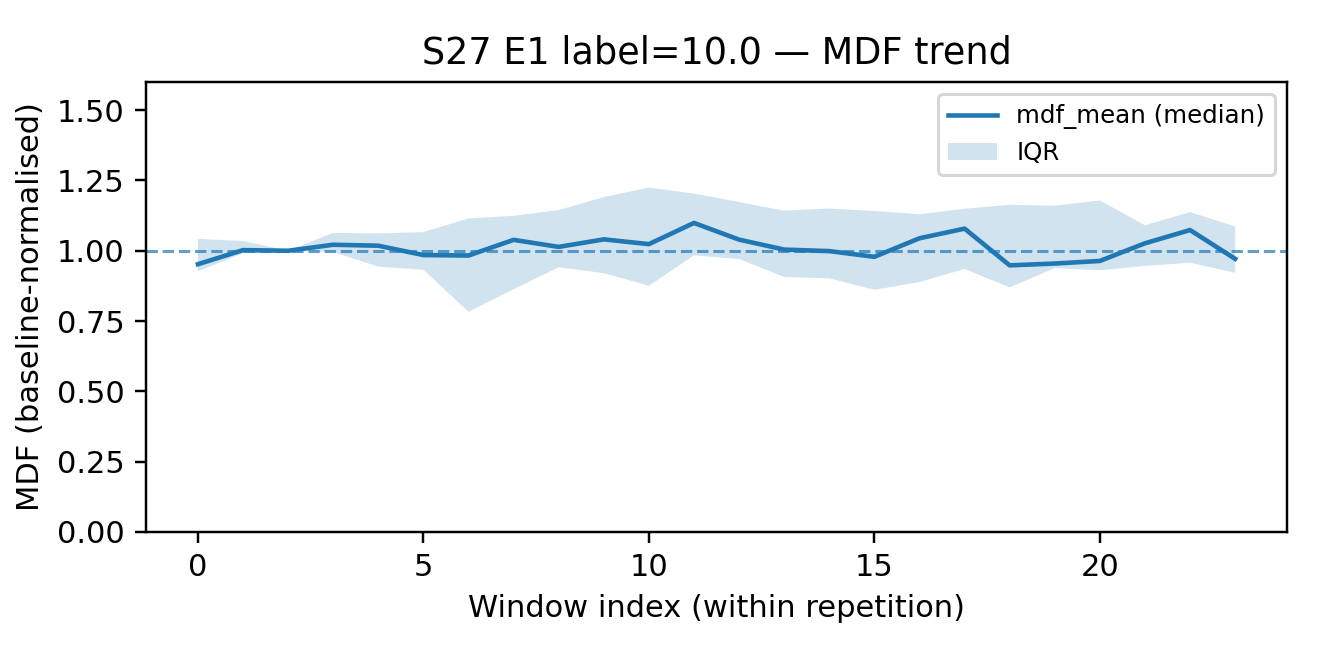 S27 E1 label=10.0 — MDF trend
MDF (baseline-normalised)
1.50
1.25
1.00
0.75
0.50
0.25
0.00
mdf_mean (median)
IQR
0 5 10 15 20
Window index (within repetition)